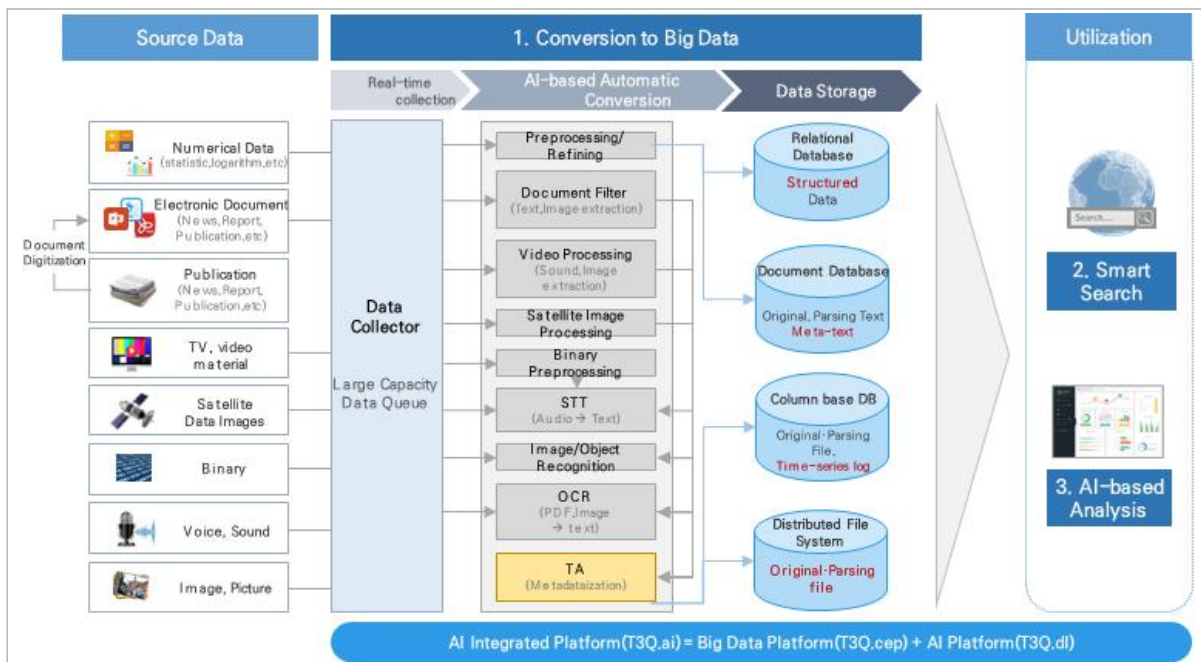 Source Data
1. Conversion to Big Data
Utilization
Real-time
collection
AI-based Automatic
Conversion
Data Storage
Numerical Data
(statistic,logarithm,etc)
Electronic Document
(News,Report,
Publication,etc)
Document
Digitization
Publication
(News,Report,
Publication,etc)
TV, video
material
Satellite
Data Images
Binary
Voice, Sound
Image, Picture
Data
Collector
Large Capacity
Data Queue
Preprocessing/
Refining
Document Filter
(Text,Image extraction)
Video Processing
(Sound,Image
extraction)
Satellite Image
Processing
Binary
Preprocessing
STT
(Audio → Text)
Image/Object
Recognition
OCR
(PDF,Image
→ text)
TA
(Metadataization)
Relational
Database
Structured
Data
Document Database
Original, Parsing Text
Meta-text
Column base DB
Original·Parsing
File,
Time-series log
Distributed File
System
Original·Parsing
file
Search....
2. Smart
Search
3. AI-based
Analysis
AI Integrated Platform(T3Q.ai) = Big Data Platform(T3Q.cep) + AI Platform(T3Q.dl)